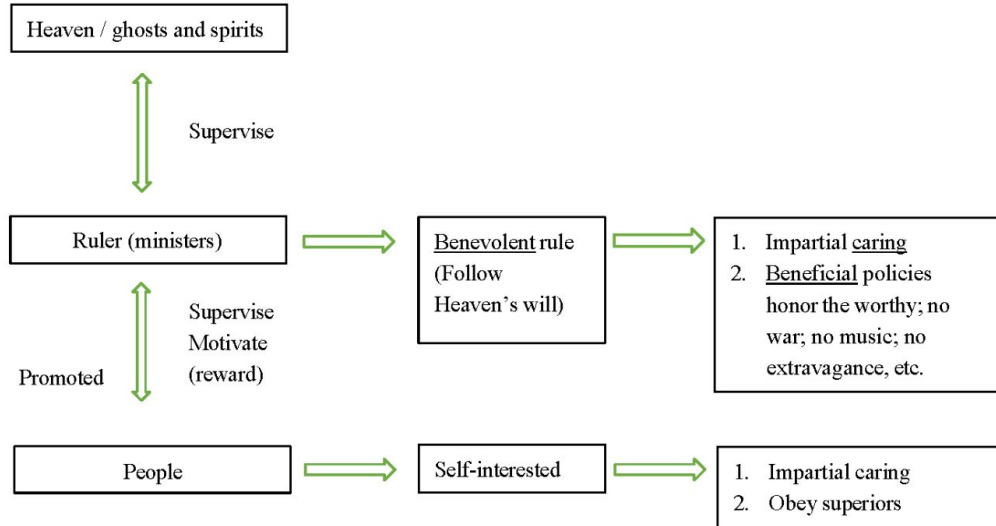 Heaven / ghosts and spirits
Supervise
Ruler (ministers)
Benevolent rule
(Follow
Heaven's will)
1. Impartial caring
2. Beneficial policies
honor the worthy; no
war; no music; no
extravagance, etc.
Supervise
Motivate
(reward)
Promoted
People
Self-interested
1. Impartial caring
2. Obey superiors